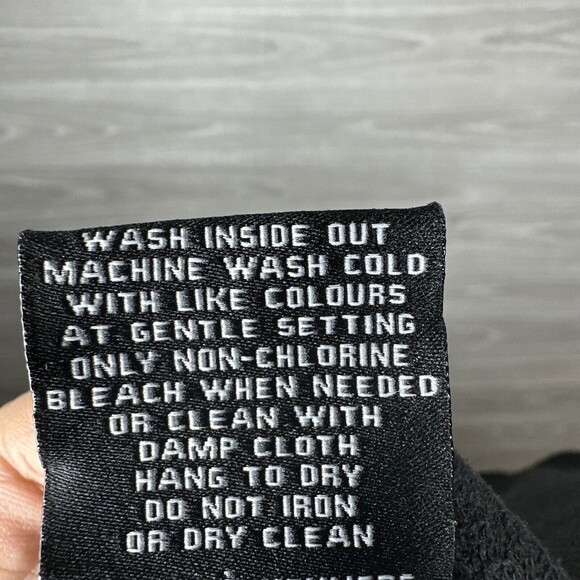 WASH INSIDE OUT
MACHINE WASH COLD
WITH LIKE COLOURS
AT GENTLE SETTING
ONLY NON-CHLORINE
BLEACH WHEN NEEDED
OR CLEAN WITH
DAMP CLOTH
HANG TO DRY
DO NOT IRON
OR DRY CLEAN